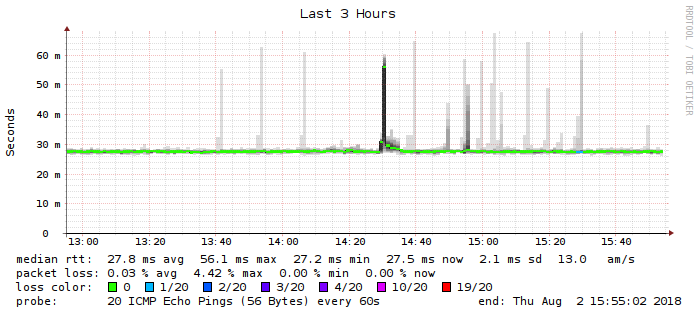 Last 3 Hours
RRDTOOL / TOBI OETIKER
Seconds
60 m
50 m
40 m
30 m
20 m
10 m
0
13:00 13:20 13:40 14:00 14:20 14:40 15:00 15:20 15:40
median rtt: 27.8 ms avg 56.1 ms max 27.2 ms min 27.5 ms now 2.1 ms sd 13.0 am/s
packet loss: 0.03 % avg 4.42 % max 0.00 % min 0.00 % now
loss color: 0 1/20 2/20 3/20 4/20 10/20 19/20
probe: 20 ICMP Echo Pings (56 Bytes) every 60s end: Thu Aug 2 15:55:02 2018